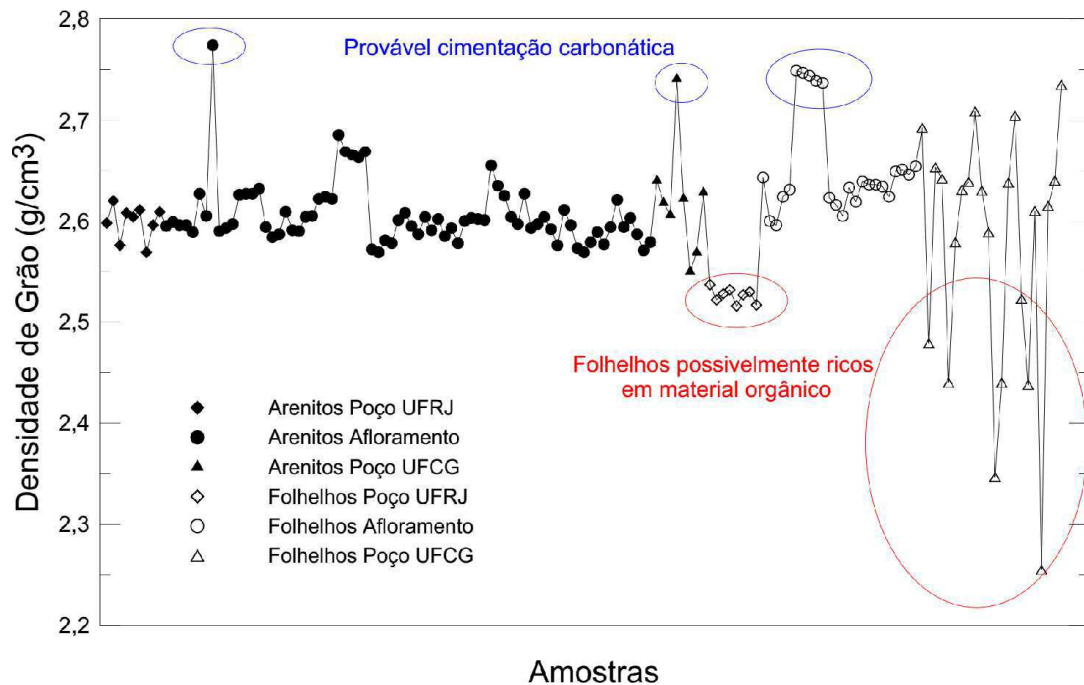 2,8
2,7
2,6
2,5
2,4
2,3
2,2
Densidade de Grão (g/cm3)
Provável cimentação carbonática
Folhelhos possivelmente ricos
em material orgânico
Arenitos Poço UFRJ
Arenitos Afloramento
Arenitos Poço UFCG
Folhelhos Poço UFRJ
Folhelhos Afloramento
Folhelhos Poço UFCG
Amostras